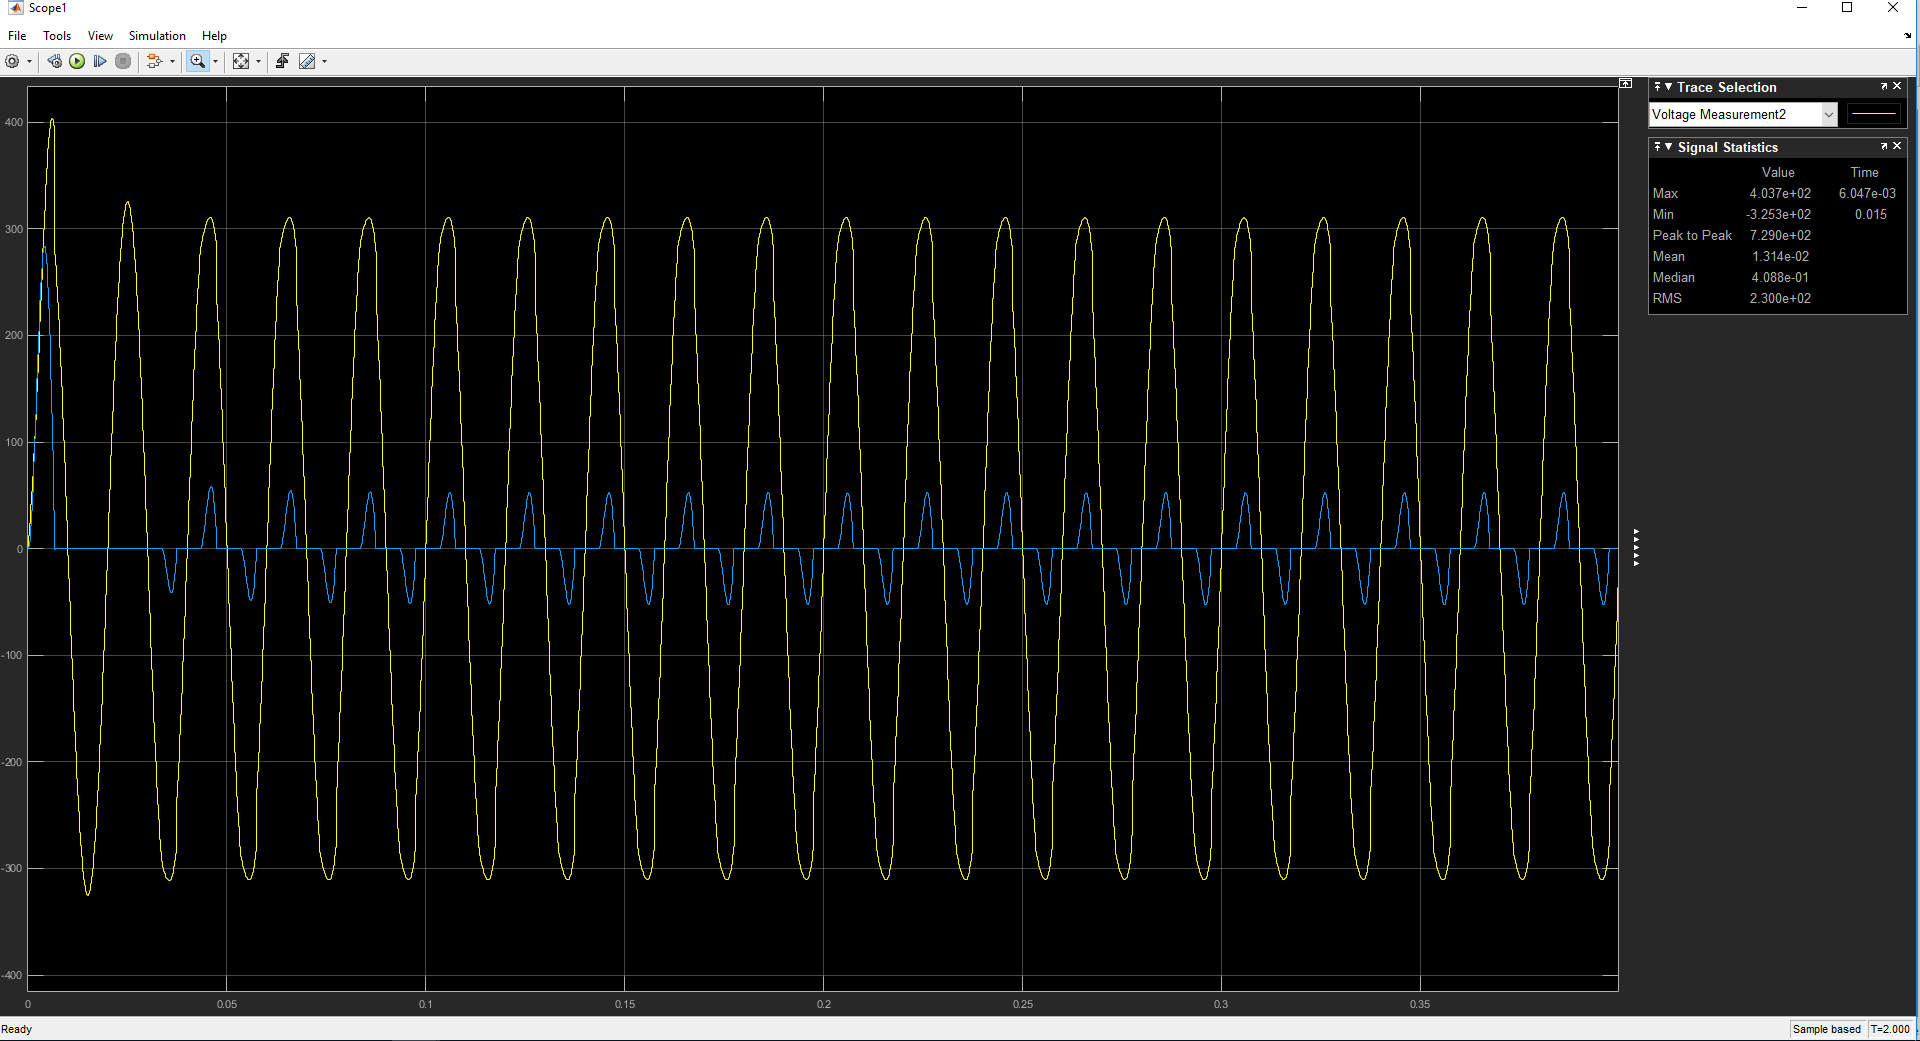 Scope1
File Tools View Simulation Help
Trace Selection
Voltage Measurement2
Signal Statistics
Value Time
Max 4.037e+02 6.047e-03
Min -3.253e+02 0.015
Peak to Peak 7.290e+02
Mean 1.314e-02
Median 4.088e-01
RMS 2.300e+02
400
300
200
100
0
-100
-200
-300
-400
0 0.05 0.1 0.15 0.2 0.25 0.3 0.35
Ready Sample based T=2.000